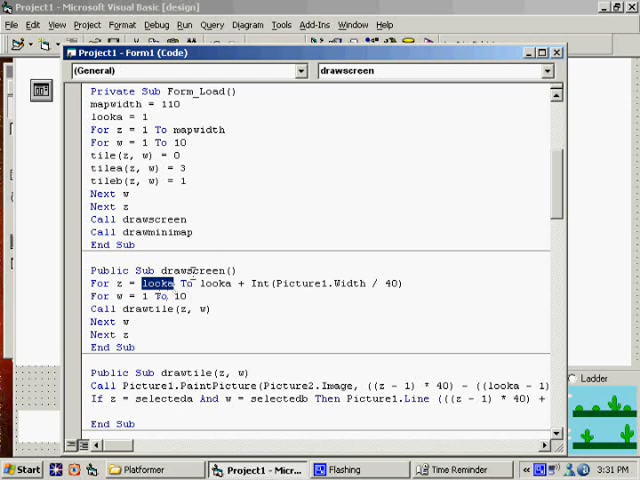 Project1 - Microsoft Visual Basic [design]
File Edit View Project Format Debug Run Query Diagram Tools Add-Ins Window Help
Project1 - Form1 (Code)
(General) drawscreen
Private Sub Form_Load()
mapwidth = 110
looka = 1
For z = 1 To mapwidth
For w = 1 To 10
tile(z, w) = 0
tilea(z, w) = 3
tileb(z, w) = 1
Next w
Next z
Call drawscreen
Call drawminimap
End Sub
Public Sub drawscreen()
For z = looka To looka + Int(Picture1.Width / 40)
For w = 1 To 10
Call drawtile(z, w)
Next w
Next z
End Sub
Public Sub drawtile(z, w)
Call Picture1.PaintPicture(Picture2.Image, ((z - 1) * 40) - ((looka - 1)
If z = selecteda And w = selectedb Then Picture1.Line (((z - 1) * 40) +
End Sub
Ladder
Start Platformer Project1 - Micr... Flashing Time Reminder 3:31 PM